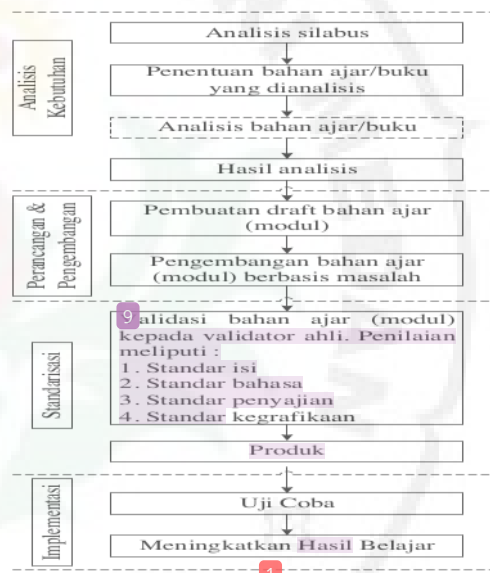 Analisis
Kebutuhan
Analisis silabus
Penentuan bahan ajar/buku
yang dianalisis
Analisis bahan ajar/buku
Hasil analisis
Perancangan &
Pengembangan
Pembuatan draft bahan ajar
(modul)
Pengembangan bahan ajar
(modul) berbasis masalah
Standarisasi
9
alidasi bahan ajar (modul)
kepada validator ahli. Penilaian
meliputi :
1. Standar isi
2. Standar bahasa
3. Standar penyajian
4. Standar kegrafikaan
Produk
Implementasi
Uji Coba
Meningkatkan Hasil Belajar
1